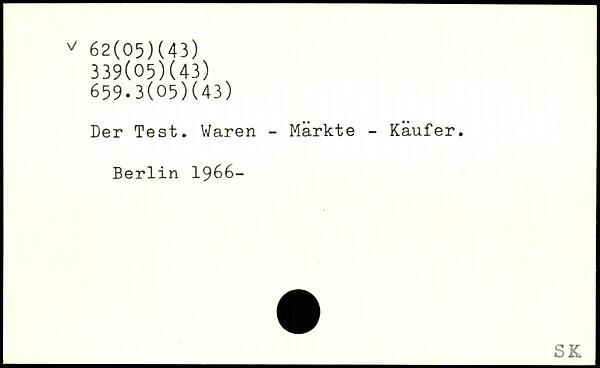 ✓ 62(05)(43)
339(05)(43)
659.3(05)(43)
Der Test. Waren - Märkte - Käufer.
Berlin 1966-
SK